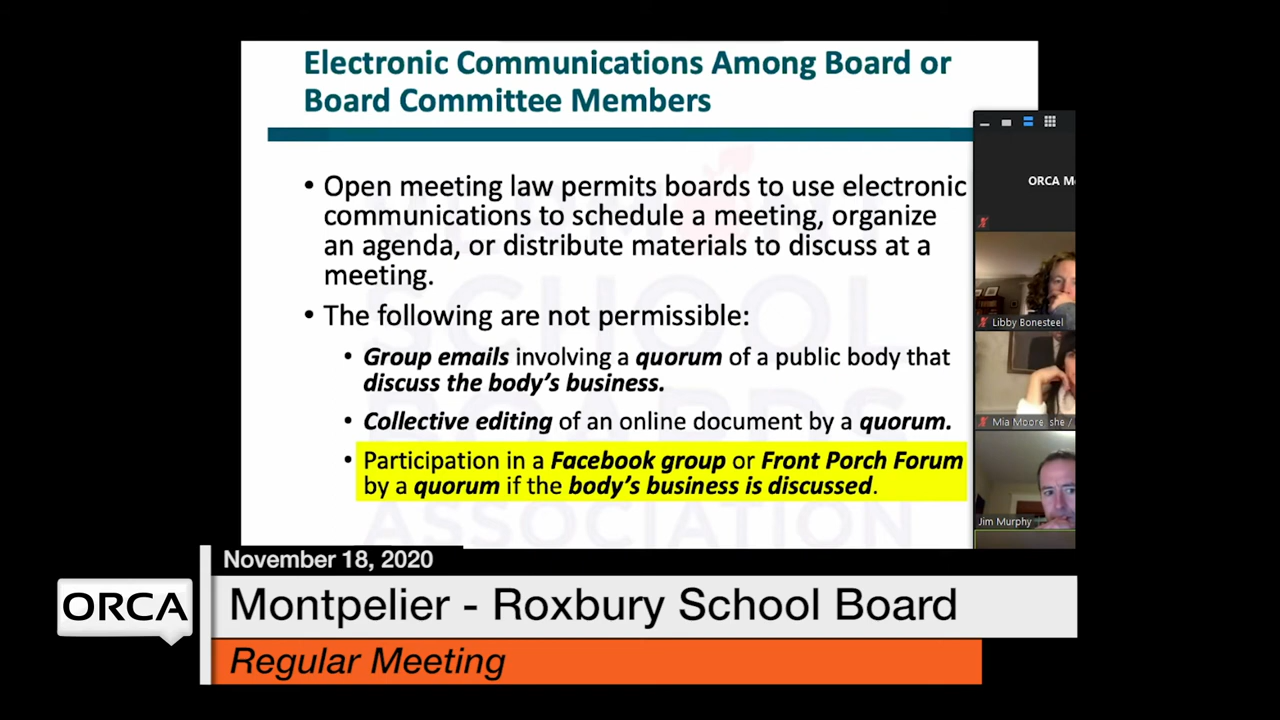 Electronic Communications Among Board or
Board Committee Members
• Open meeting law permits boards to use electronic
communications to schedule a meeting, organize
an agenda, or distribute materials to discuss at a
meeting.
• The following are not permissible:
• Group emails involving a quorum of a public body that
discuss the body's business.
• Collective editing of an online document by a quorum.
• Participation in a Facebook group or Front Porch Forum
by a quorum if the body's business is discussed.
VERMONT
SCHOOL
BOARDS
ASSOCIATION
ORCA M
Libby Bonesteel
Mia Moore she /
Jim Murphy
November 18, 2020
ORCA
Montpelier - Roxbury School Board
Regular Meeting